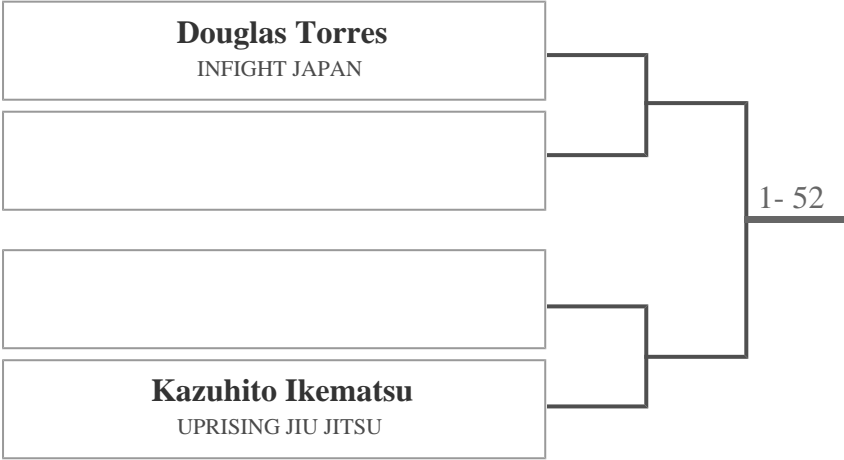 Douglas Torres
INFIGHT JAPAN
1- 52
Kazuhito Ikematsu
UPRISING JIU JITSU